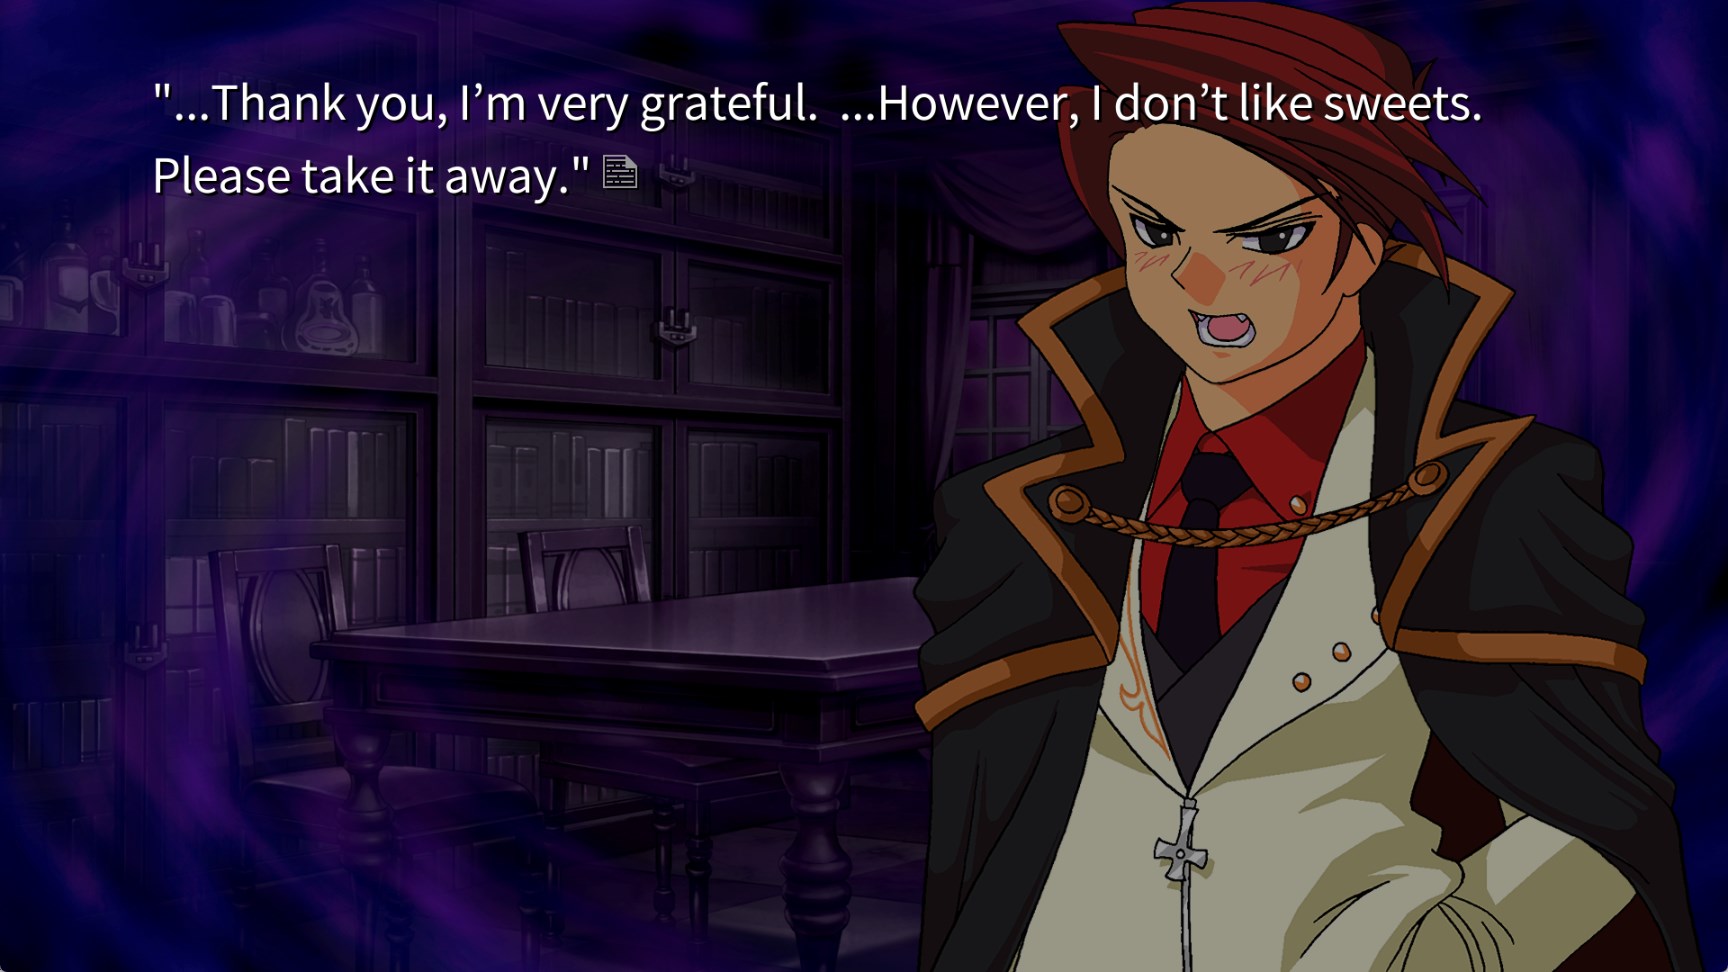 "...Thank you, I’m very grateful.  ...However, I don’t like sweets.
Please take it away."